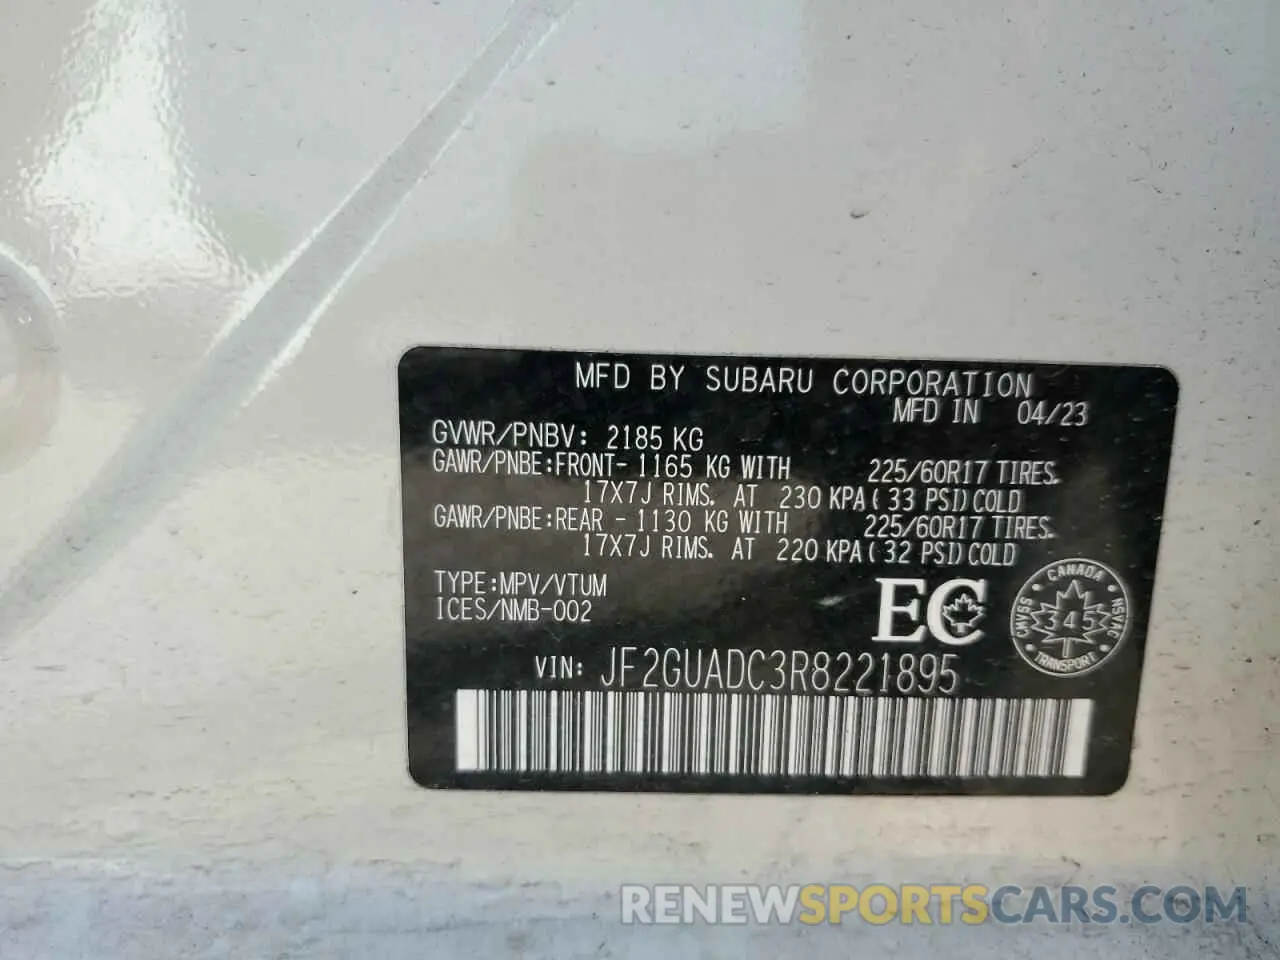 MFD BY SUBARU CORPORATION
MFD IN 04/23
GVWR/PNBV: 2185 KG
GAWR/PNBE:FRONT- 1165 KG WITH 225/60R17 TIRES.
17X7J RIMS. AT 230 KPA(33 PSI)COLD
GAWR/PNBE:REAR - 1130 KG WITH 225/60R17 TIRES.
17X7J RIMS. AT 220 KPA(32 PSI)COLD
TYPE:MPV/VTUM
ICES/NMB-002
EC
CANADA
CMVSS
345
NSVAC
TRANSPORT
VIN: JF2GUADC3R8221895
RENEWSPORTSCARS.COM